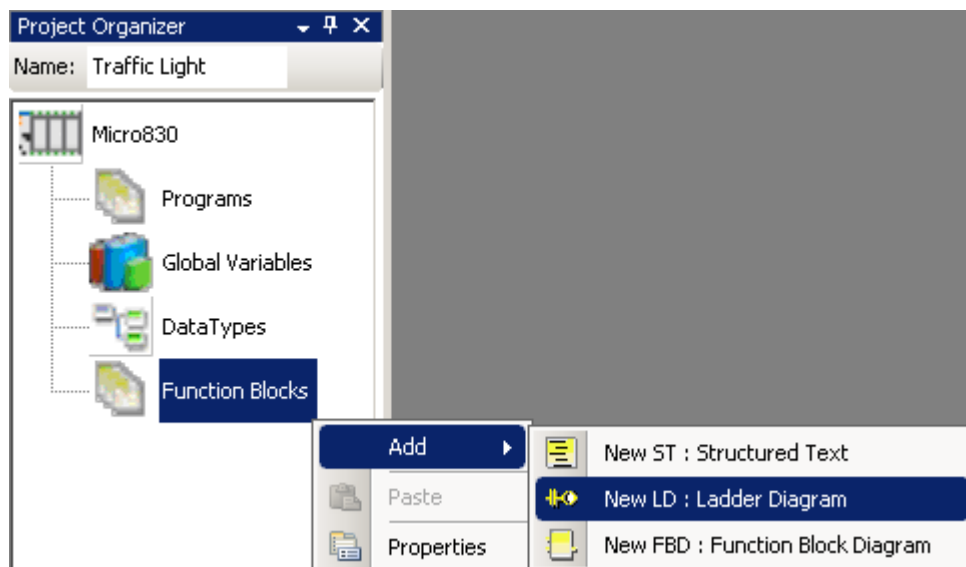 Project Organizer
Name: Traffic Light
Micro830
Programs
Global Variables
DataTypes
Function Blocks
Add
New ST : Structured Text
Paste
New LD : Ladder Diagram
Properties
New FBD : Function Block Diagram